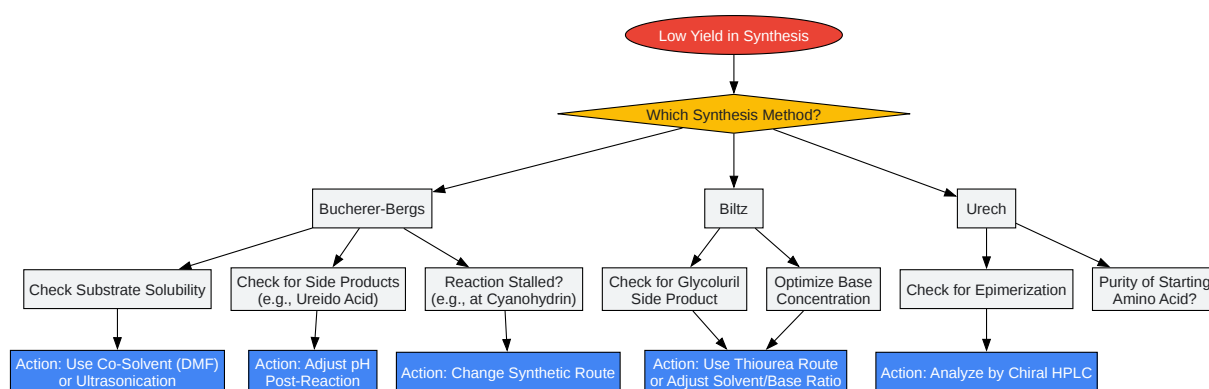 Low Yield in Synthesis
Which Synthesis Method?
Bucherer-Bergs
Biltz
Urech
Check Substrate Solubility
Check for Side Products
(e.g., Ureido Acid)
Reaction Stalled?
(e.g., at Cyanohydrin)
Check for Glycoluril
Side Product
Optimize Base
Concentration
Check for Epimerization
Purity of Starting
Amino Acid?
Action: Use Co-Solvent (DMF)
or Ultrasonication
Action: Adjust pH
Post-Reaction
Action: Change Synthetic Route
Action: Use Thiourea Route
or Adjust Solvent/Base Ratio
Action: Analyze by Chiral HPLC